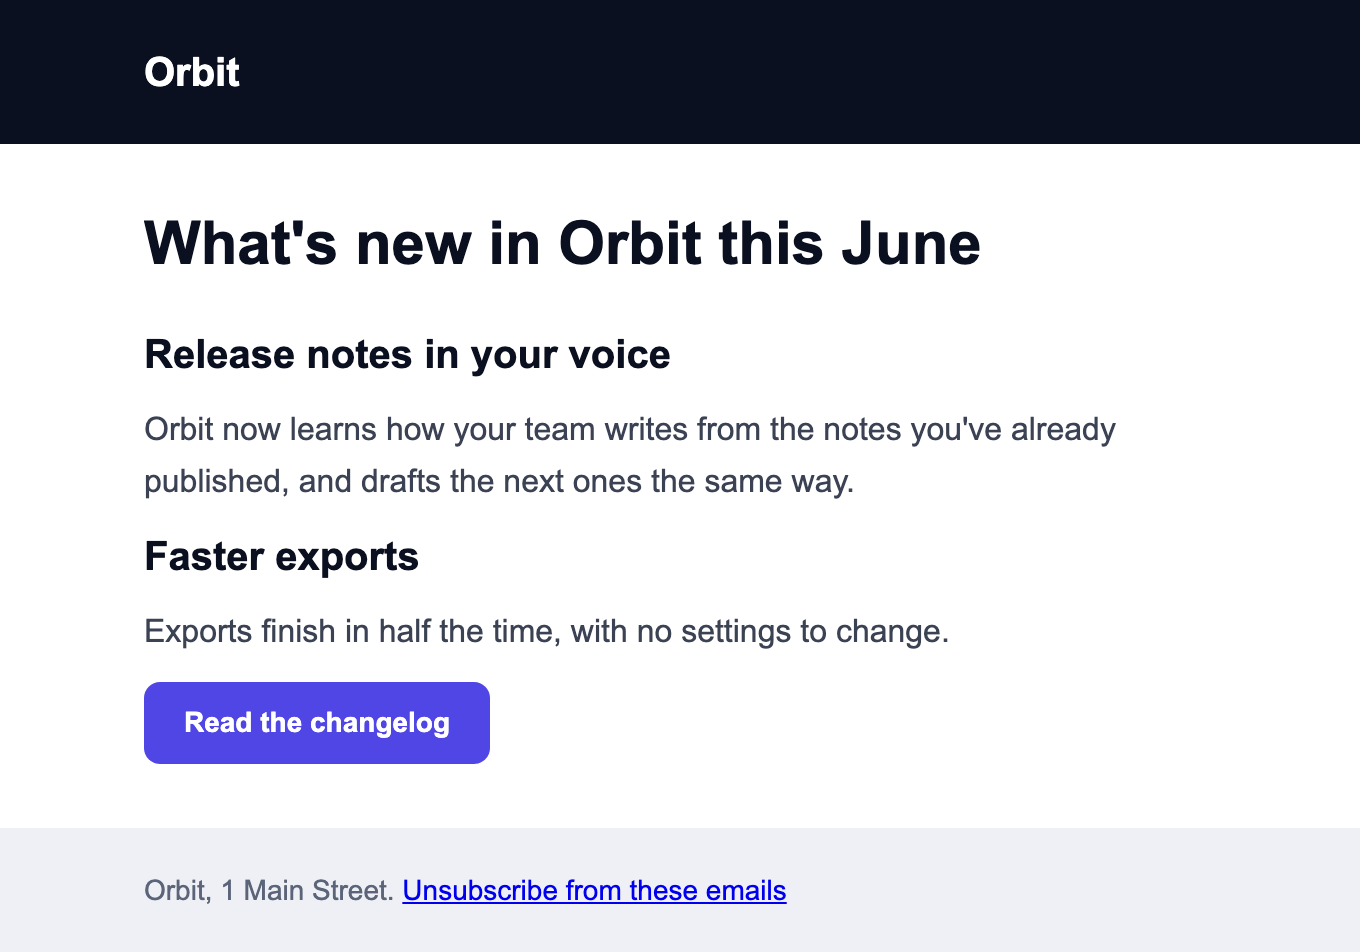 Orbit
What's new in Orbit this June
Release notes in your voice
Orbit now learns how your team writes from the notes you've already
published, and drafts the next ones the same way.
Faster exports
Exports finish in half the time, with no settings to change.
Read the changelog
Orbit, 1 Main Street. Unsubscribe from these emails